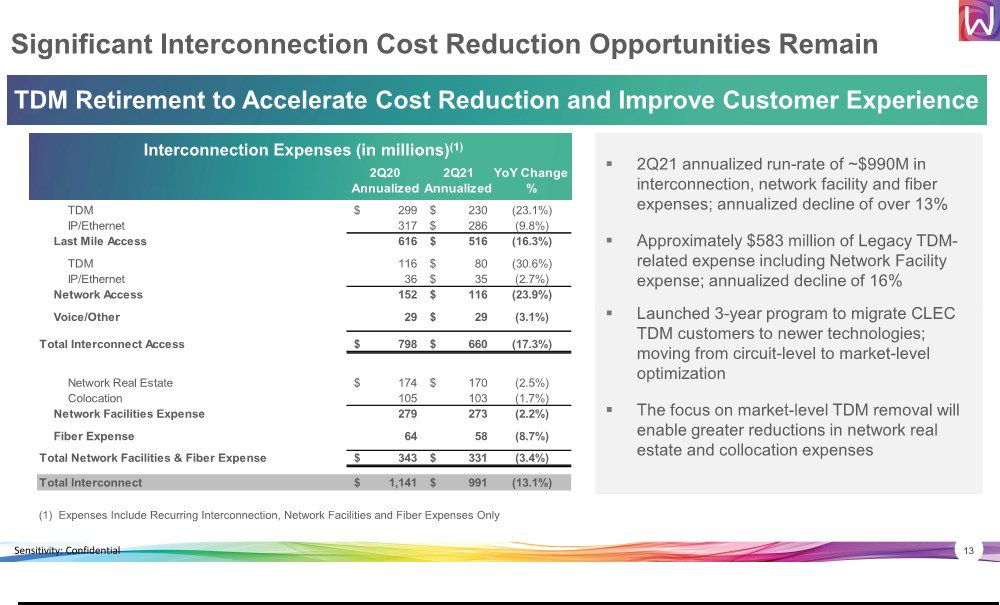 Significant Interconnection Cost Reduction Opportunities Remain
W
TDM Retirement to Accelerate Cost Reduction and Improve Customer Experience
Interconnection Expenses (in millions)(1)
2Q20 2Q21 YoY Change
Annualized Annualized %
TDM $ 299 $ 230 (23.1%)
IP/Ethernet 317 $ 286 (9.8%)
Last Mile Access 616 $ 516 (16.3%)
TDM 116 $ 80 (30.6%)
IP/Ethernet 36 $ 35 (2.7%)
Network Access 152 $ 116 (23.9%)
Voice/Other 29 $ 29 (3.1%)
Total Interconnect Access $ 798 $ 660 (17.3%)
Network Real Estate $ 174 $ 170 (2.5%)
Colocation 105 103 (1.7%)
Network Facilities Expense 279 273 (2.2%)
Fiber Expense 64 58 (8.7%)
Total Network Facilities & Fiber Expense $ 343 $ 331 (3.4%)
Total Interconnect $ 1,141 $ 991 (13.1%)
(1) Expenses Include Recurring Interconnection, Network Facilities and Fiber Expenses Only
▪ 2Q21 annualized run-rate of ~$990M in
interconnection, network facility and fiber
expenses; annualized decline of over 13%
▪ Approximately $583 million of Legacy TDM-
related expense including Network Facility
expense; annualized decline of 16%
▪ Launched 3-year program to migrate CLEC
TDM customers to newer technologies;
moving from circuit-level to market-level
optimization
▪ The focus on market-level TDM removal will
enable greater reductions in network real
estate and collocation expenses
Sensitivity: Confidential
13